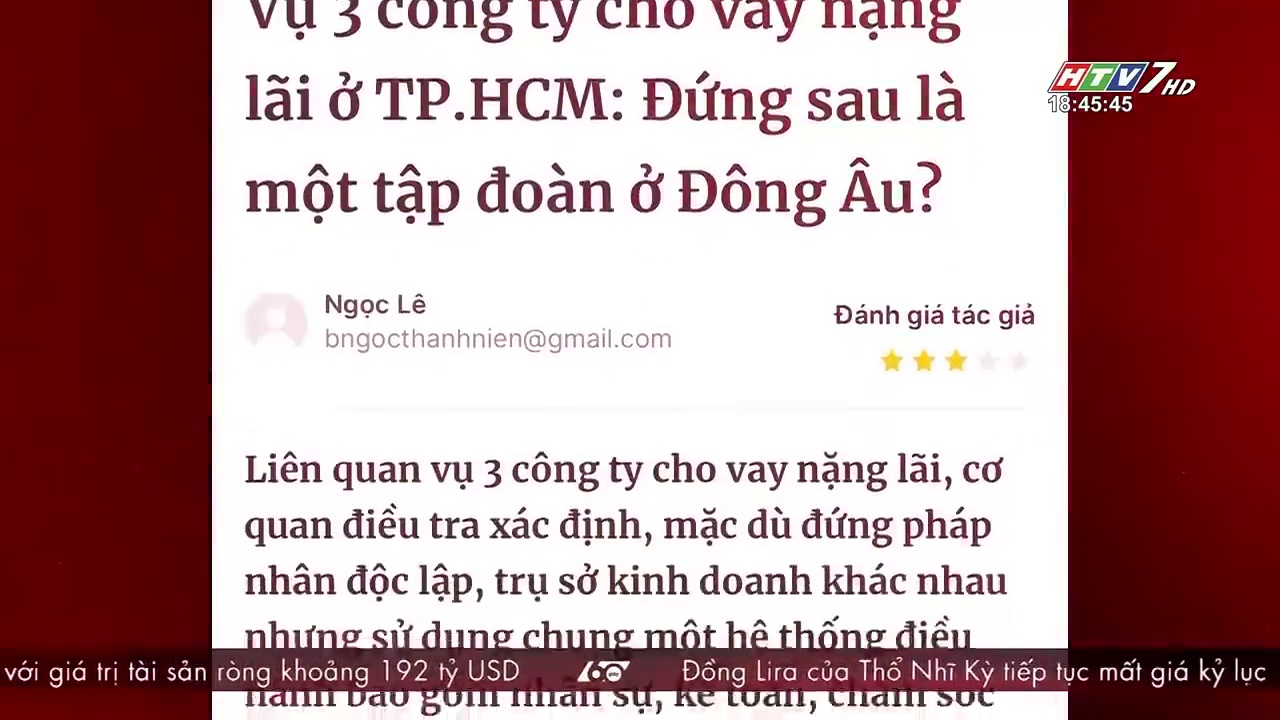 Vụ 3 công ty cho vay nặng
lãi ở TP.HCM: Đứng sau là
một tập đoàn ở Đông Âu?
HTV7 HD
18:45:45
Ngọc Lê
bngocthanhnien@gmail.com
Đánh giá tác giả
Liên quan vụ 3 công ty cho vay nặng lãi, cơ
quan điều tra xác định, mặc dù đứng pháp
nhân độc lập, trụ sở kinh doanh khác nhau
nhưng sử dụng chung một hệ thống điều
hành bao gồm nhân sự, kế toán, chăm sóc
với giá trị tài sản ròng khoảng 192 tỷ USD
60
Đồng Lira của Thổ Nhĩ Kỳ tiếp tục mất giá kỷ lục